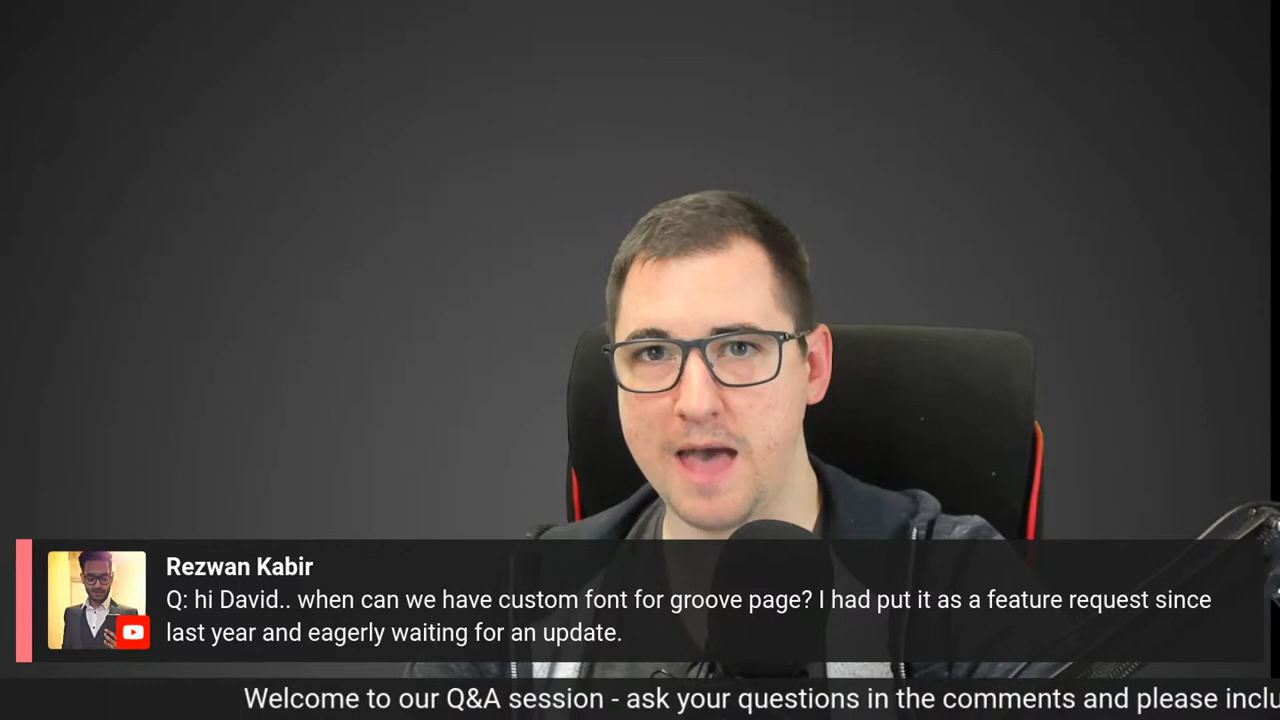 Rezwan Kabir
Q: hi David.. when can we have custom font for groove page? I had put it as a feature request since
last year and eagerly waiting for an update.
Welcome to our Q&A session - ask your questions in the comments and please inclu